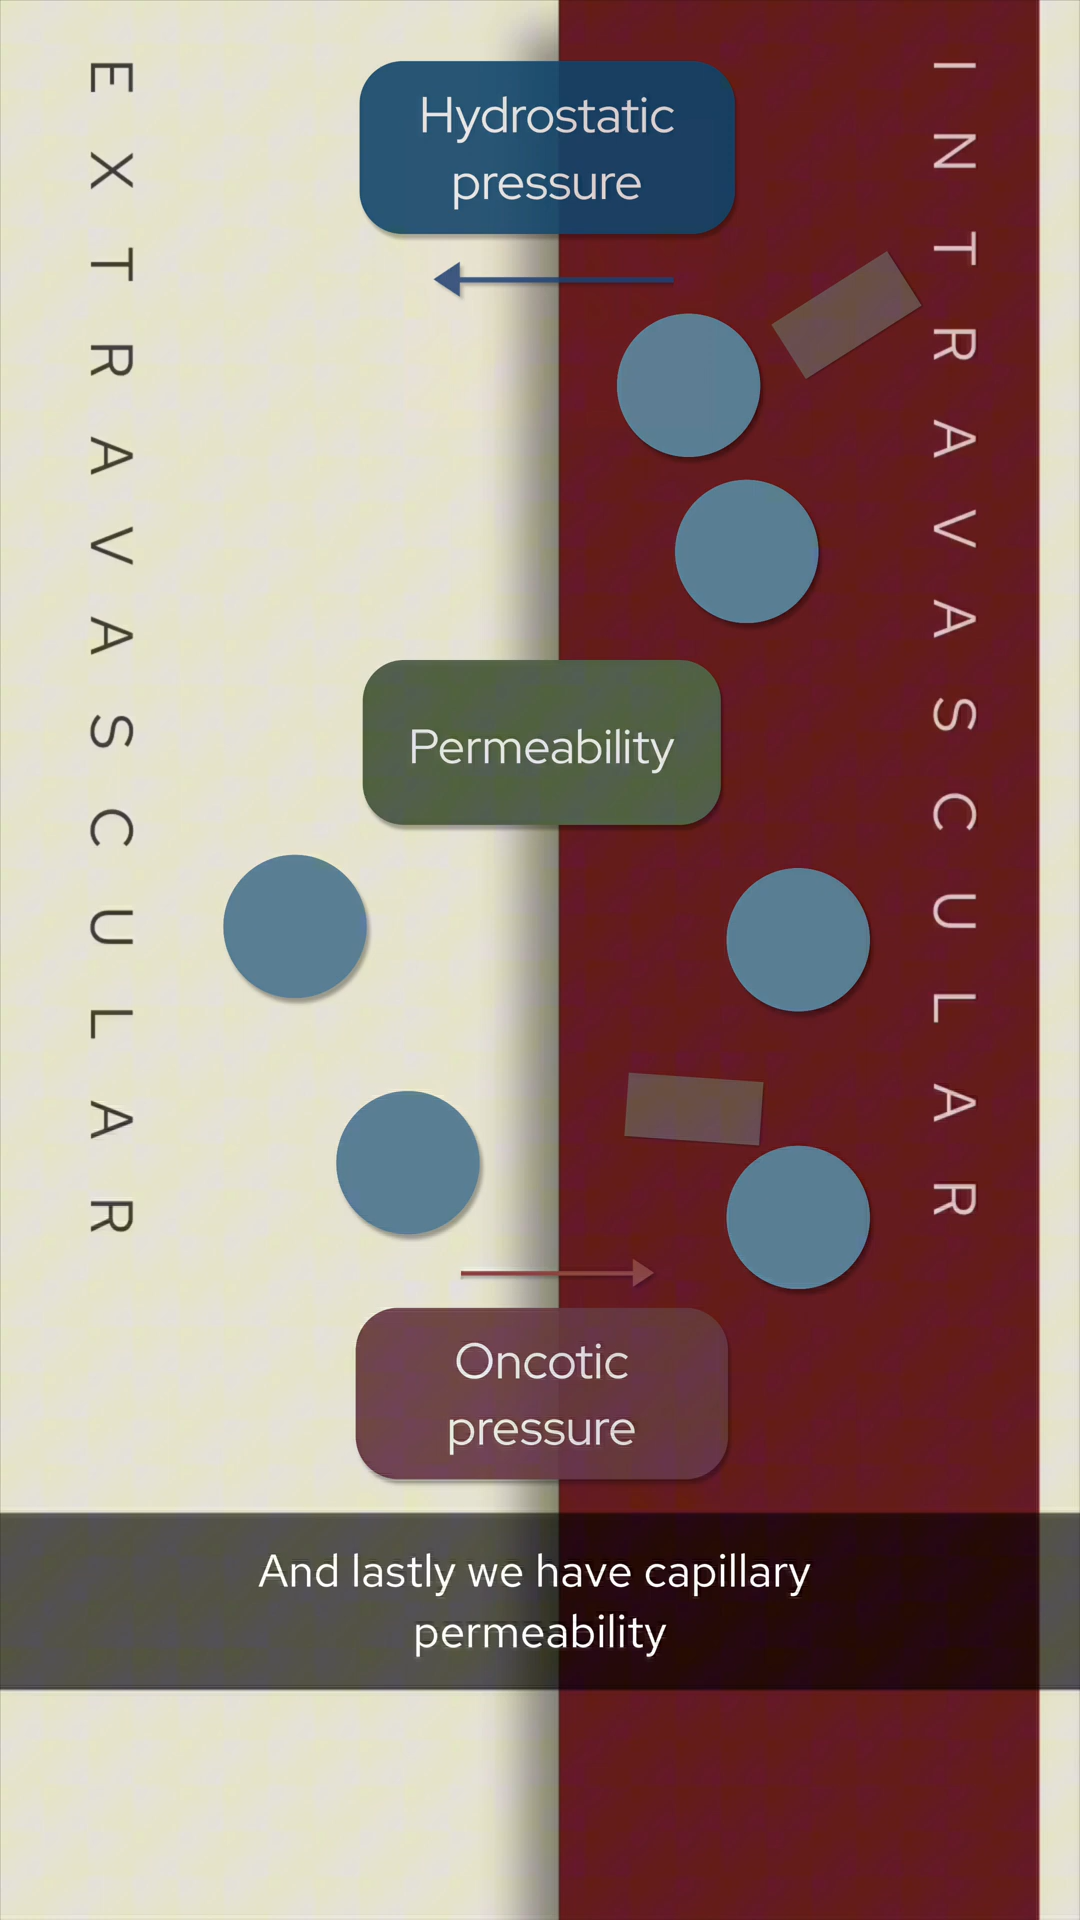 EXTRAVASCULAR
INTRAVASCULAR
Hydrostatic
pressure
Permeability
Oncotic
pressure
And lastly we have capillary
permeability